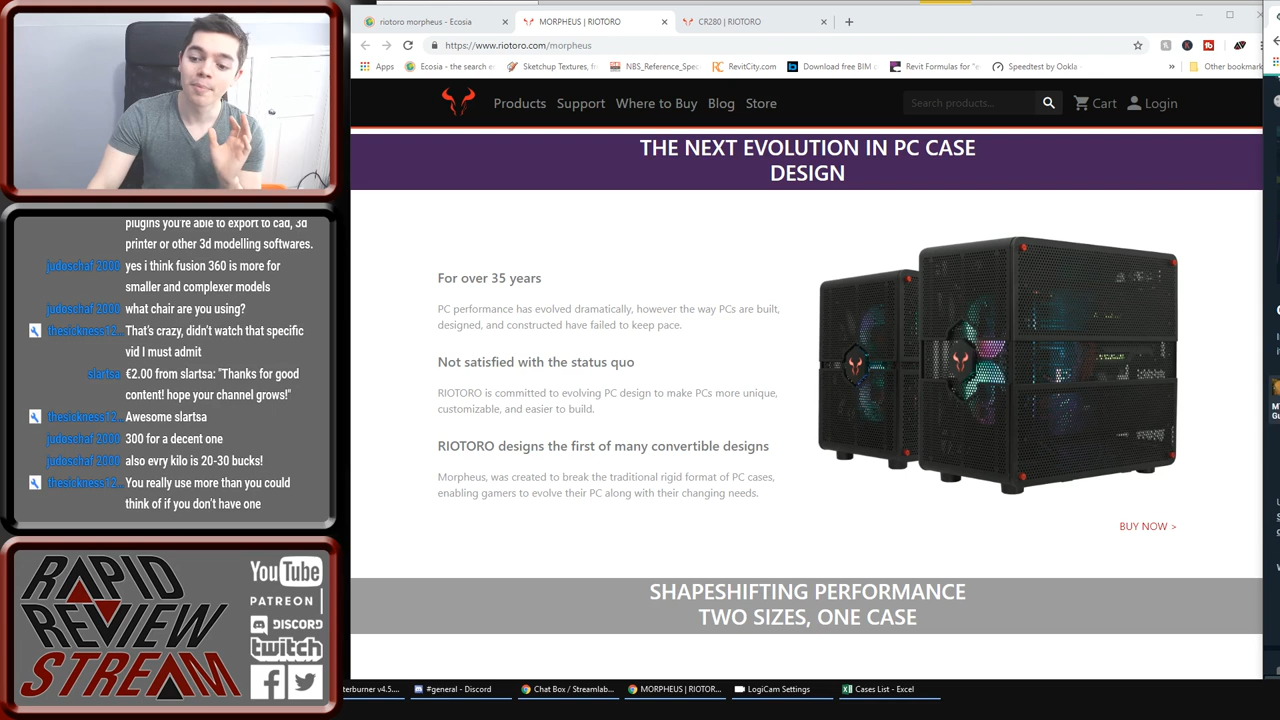 riotoro morpheus - Ecosia
MORPHEUS | RIOTORO
CR280 | RIOTORO
https://www.riotoro.com/morpheus
Apps
Ecosia - the search e
Sketchup Textures, f
NBS_Reference_Spec
RevitCity.com
Download free BIM c
Revit Formulas for "e
Speedtest by Ookla -
»
Other bookmark
Products
Support
Where to Buy
Blog
Store
Search products...
Cart
Login
THE NEXT EVOLUTION IN PC CASE
DESIGN
For over 35 years
PC performance has evolved dramatically, however the way PCs are built,
designed, and constructed have failed to keep pace.
Not satisfied with the status quo
RIOTORO is committed to evolving PC design to make PCs more unique,
customizable, and easier to build.
RIOTORO designs the first of many convertible designs
Morpheus, was created to break the traditional rigid format of PC cases,
enabling gamers to evolve their PC along with their changing needs.
BUY NOW >
SHAPESHIFTING PERFORMANCE
TWO SIZES, ONE CASE
plugins you're able to export to cad, 3d
printer or other 3d modelling softwares.
judoschaf 2000 yes i think fusion 360 is more for
smaller and complexer models
judoschaf 2000 what chair are you using?
thesickness12... That's crazy, didn't watch that specific
vid I must admit
slartsa €2.00 from slartsa: "Thanks for good
content! hope your channel grows!"
thesickness12... Awesome slartsa
judoschaf 2000 300 for a decent one
judoschaf 2000 also evry kilo is 20-30 bucks!
thesickness12... You really use more than you could
think of if you don't have one
RAPID
REVIEW
STREAM
YouTube
PATREON
DISCORD
twitch
terburner v4.5....
#general - Discord
Chat Box / Streamlab...
MORPHEUS | RIOTOR...
LogiCam Settings
Cases List - Excel